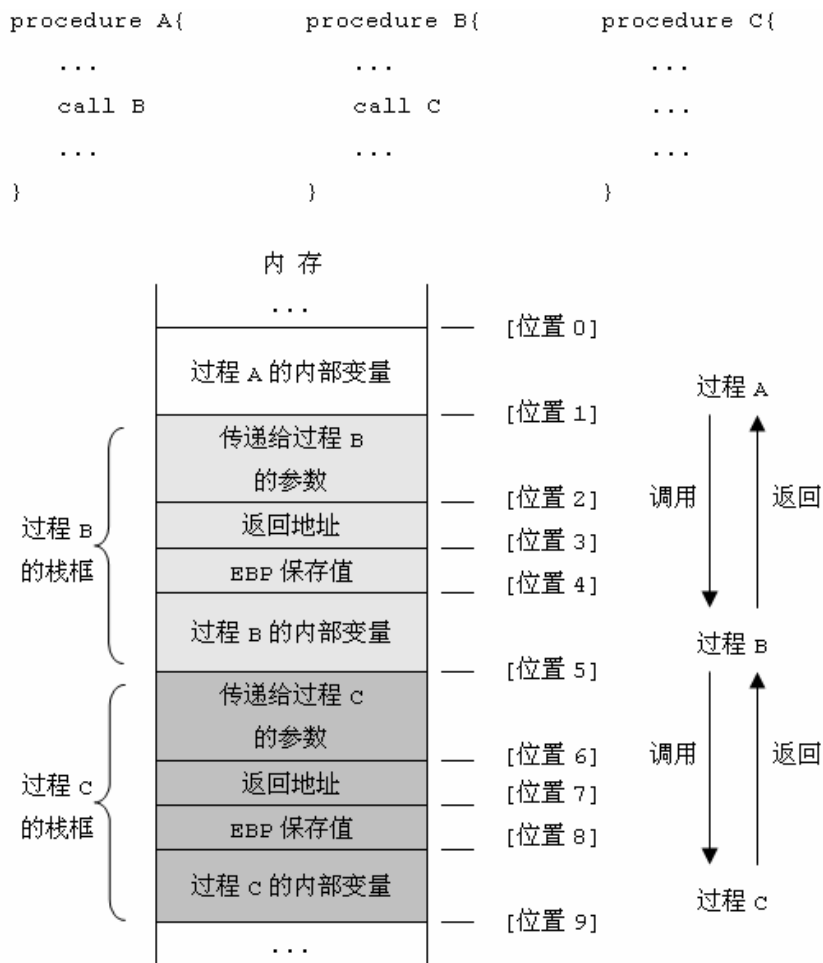 procedure A{
...
call B
...
}
procedure B{
...
call C
...
}
procedure C{
...
...
...
}
内 存
...
[位置 0]
过程 A 的内部变量
[位置 1]
传递给过程 B
的参数
[位置 2]
返回地址
[位置 3]
EBP 保存值
[位置 4]
过程 B 的内部变量
[位置 5]
传递给过程 C
的参数
[位置 6]
返回地址
[位置 7]
EBP 保存值
[位置 8]
过程 C 的内部变量
[位置 9]
...
过程 B
的栈框
过程 C
的栈框
过程 A
调用
返回
过程 B
调用
返回
过程 C